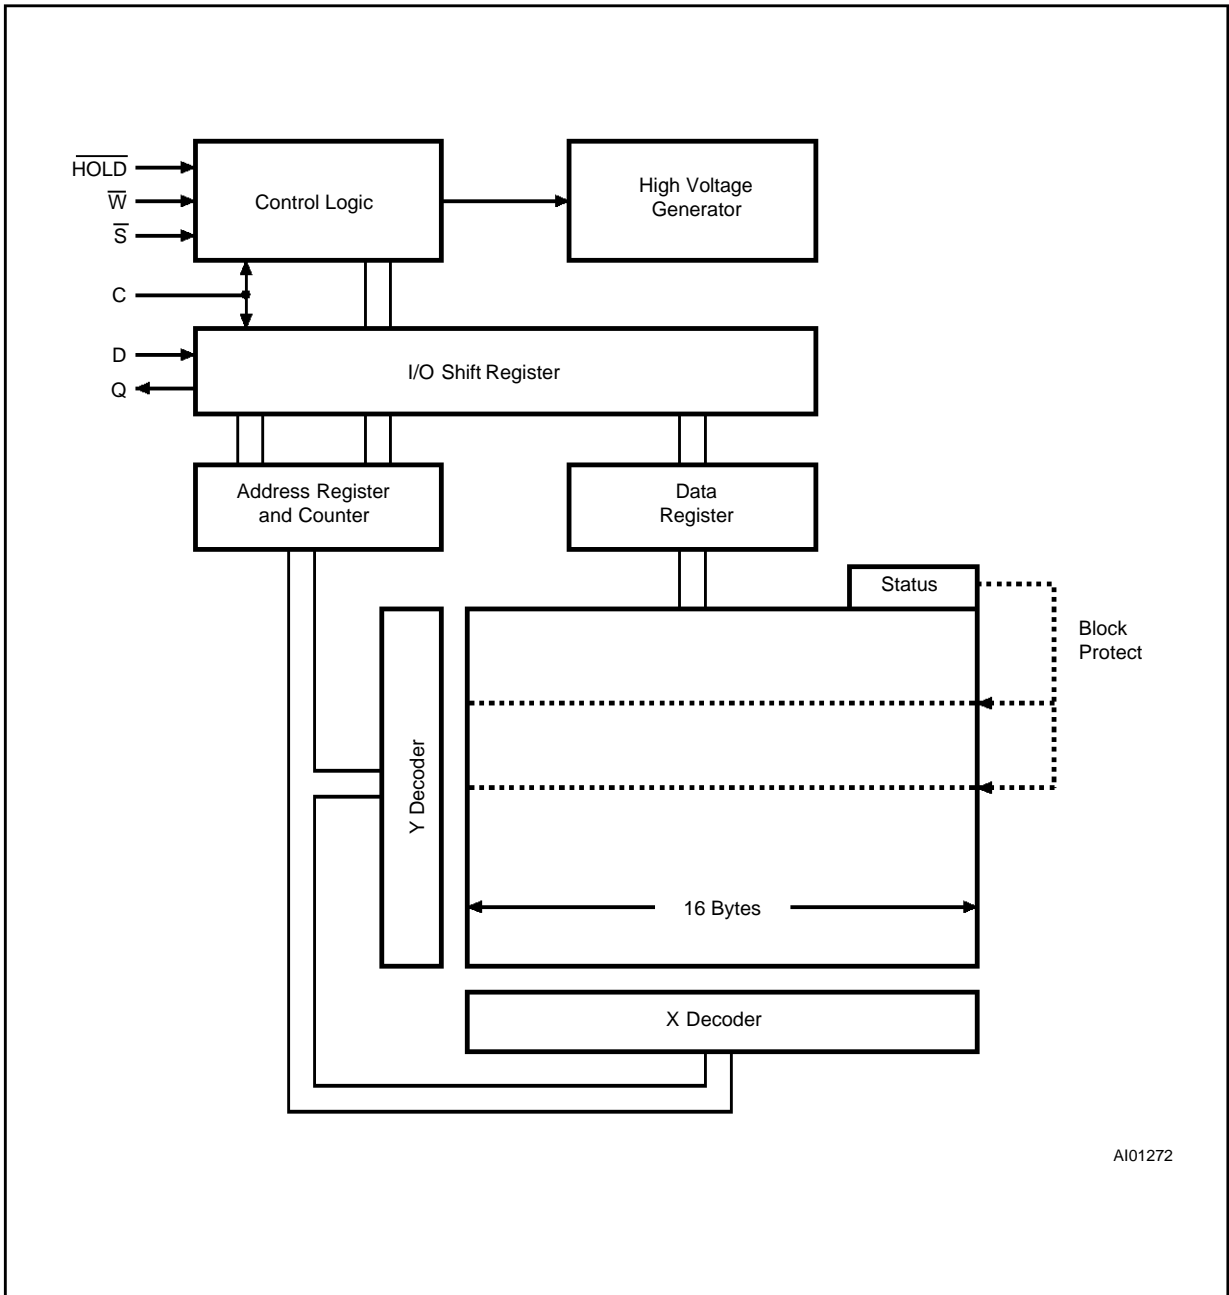 HOLD
W
S
C
D
Q
Control Logic
High Voltage
Generator
I/O Shift Register
Address Register
and Counter
Data
Register
Status
Block
Protect
Y Decoder
16 Bytes
X Decoder
AI01272